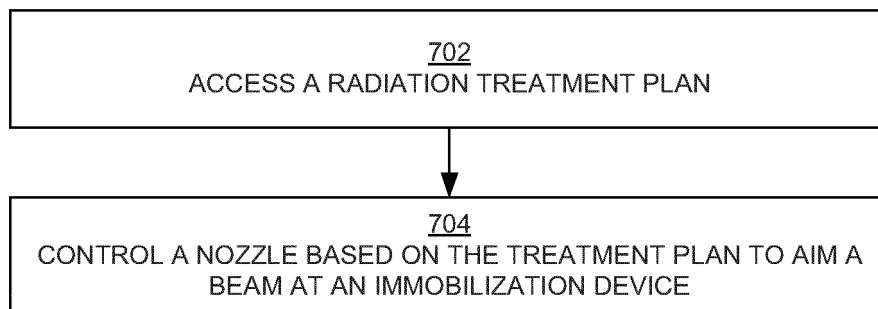 702
ACCESS A RADIATION TREATMENT PLAN
704
CONTROL A NOZZLE BASED ON THE TREATMENT PLAN TO AIM A
BEAM AT AN IMMOBILIZATION DEVICE